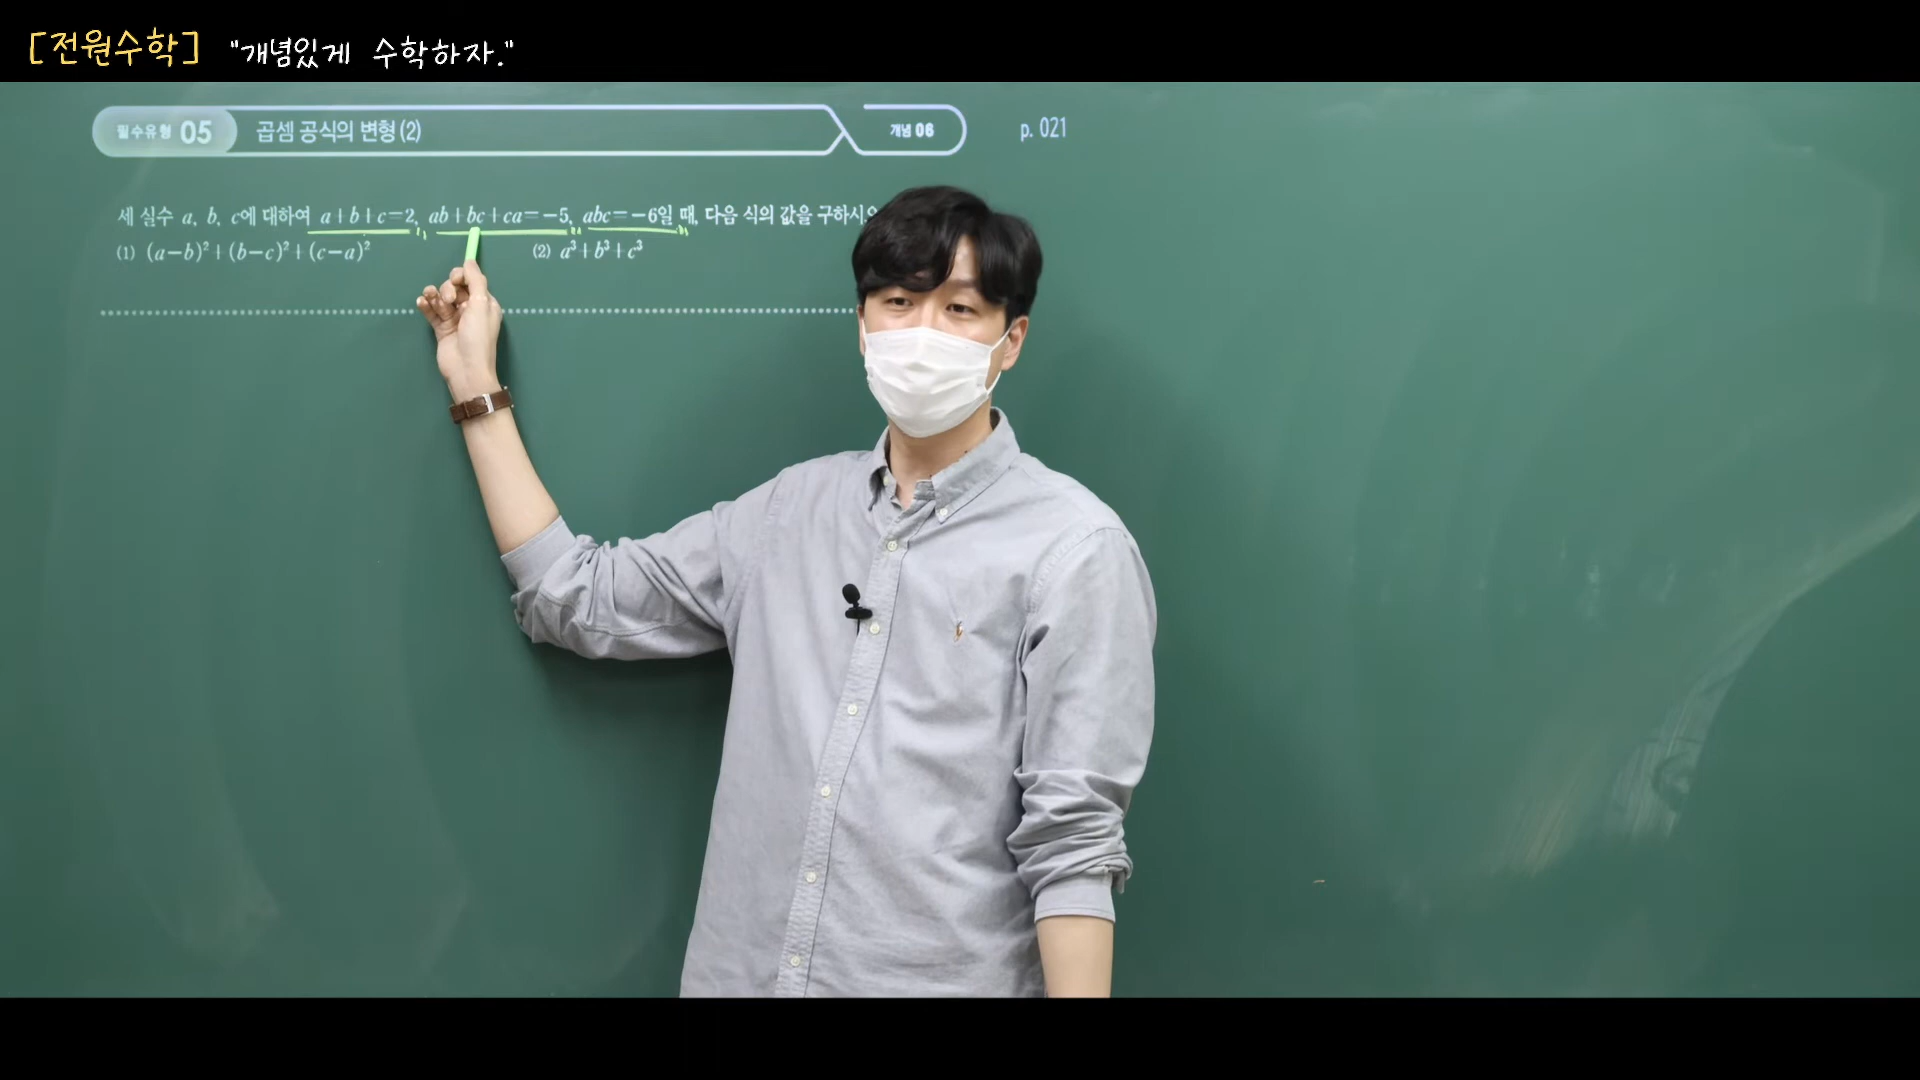 [전원수학] "개념있게 수학하자."
필수유형 05 곱셈 공식의 변형(2) 개념 06 p. 021
세 실수 a, b, c에 대하여 a+b+c=2, ab+bc+ca=-5, abc=-6일 때, 다음 식의 값을 구하시오
(1) (a-b)²+(b-c)²+(c-a)² (2) a³+b³+c³